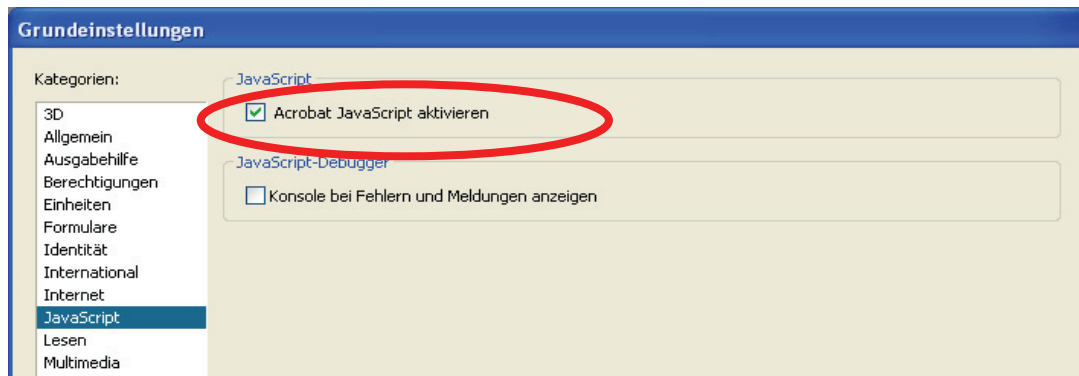 Grundeinstellungen
Kategorien:
3D
Allgemein
Ausgabehilfe
Berechtigungen
Einheiten
Formulare
Identität
International
Internet
JavaScript
Lesen
Multimedia
JavaScript
Acrobat JavaScript aktivieren
JavaScript-Debugger
Konsole bei Fehlern und Meldungen anzeigen